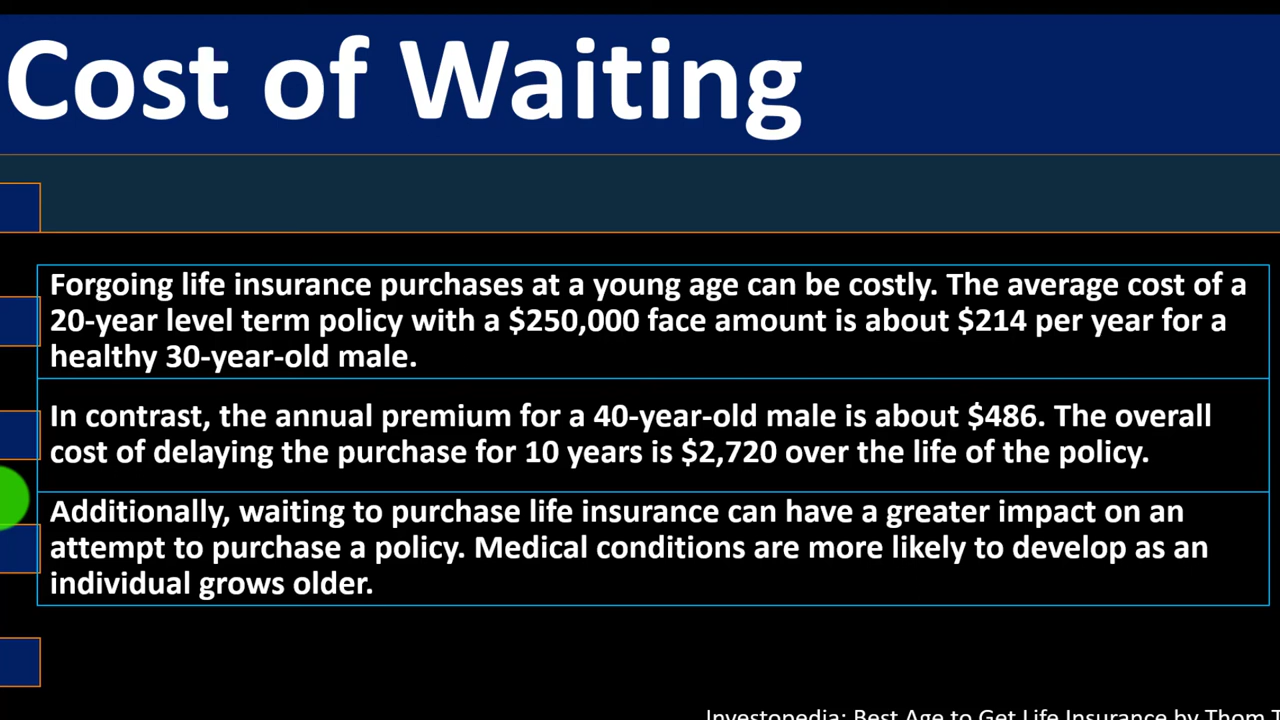 Cost of Waiting
Forgoing life insurance purchases at a young age can be costly. The average cost of a
20-year level term policy with a $250,000 face amount is about $214 per year for a
healthy 30-year-old male.
In contrast, the annual premium for a 40-year-old male is about $486. The overall
cost of delaying the purchase for 10 years is $2,720 over the life of the policy.
Additionally, waiting to purchase life insurance can have a greater impact on an
attempt to purchase a policy. Medical conditions are more likely to develop as an
individual grows older.
Investopedia: Best Age to Get Life Insurance by Thom